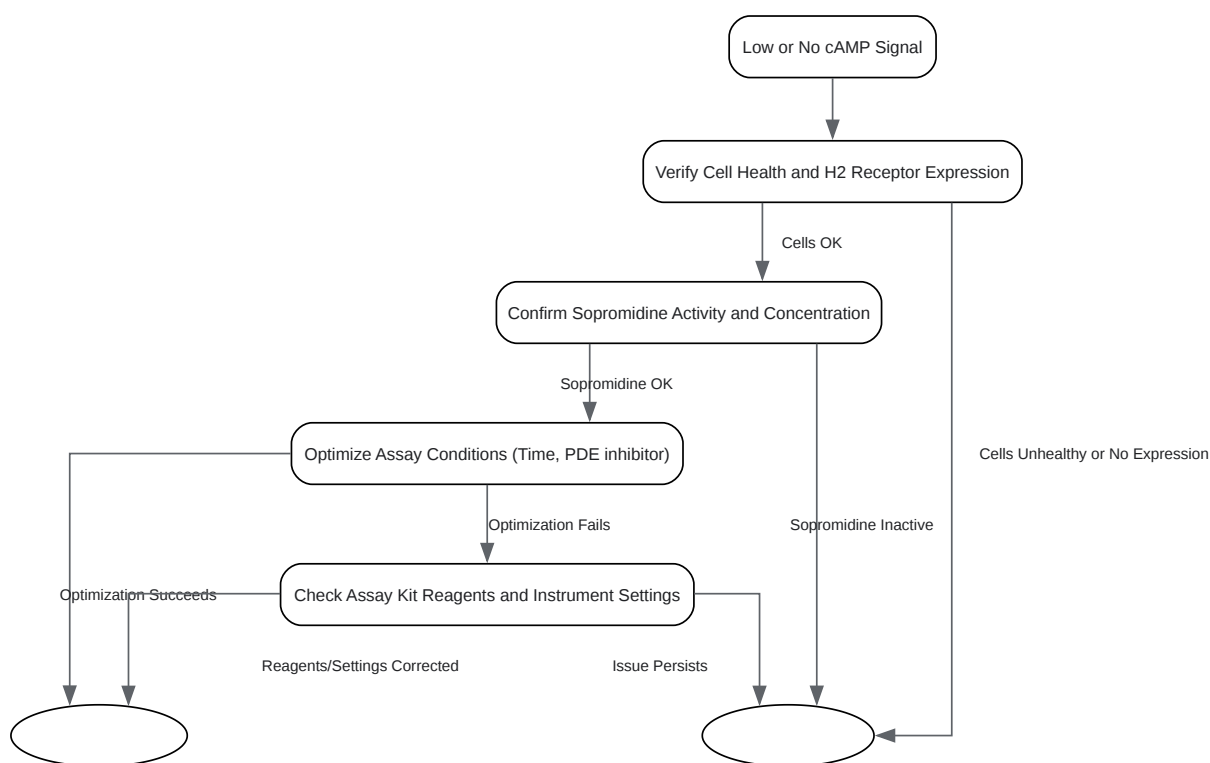 Low or No cAMP Signal
Verify Cell Health and H2 Receptor Expression
Cells OK
Confirm Sopromidine Activity and Concentration
Sopromidine OK
Optimize Assay Conditions (Time, PDE inhibitor)
Cells Unhealthy or No Expression
Optimization Fails
Sopromidine Inactive
Optimization Succeeds
Check Assay Kit Reagents and Instrument Settings
Reagents/Settings Corrected
Issue Persists